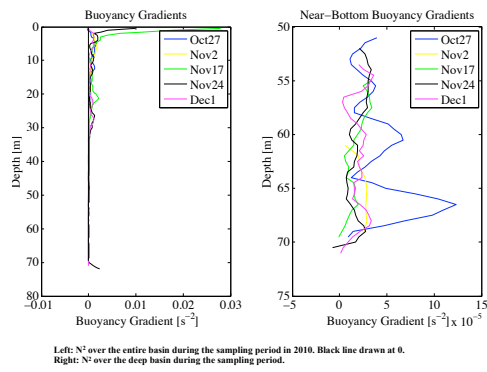 Buoyancy Gradients
Depth [m]
0
10
20
30
40
50
60
70
80
−0.01
0
0.01
0.02
0.03
Buoyancy Gradient [s−2]
Oct27
Nov2
Nov17
Nov24
Dec1
Near−Bottom Buoyancy Gradients
Depth [m]
50
55
60
65
70
75
−5
0
5
10
15
Buoyancy Gradient [s−2] x 10−5
Oct27
Nov2
Nov17
Nov24
Dec1
Left: N² over the entire basin during the sampling period in 2010. Black line drawn at 0.
Right: N² over the deep basin during the sampling period.